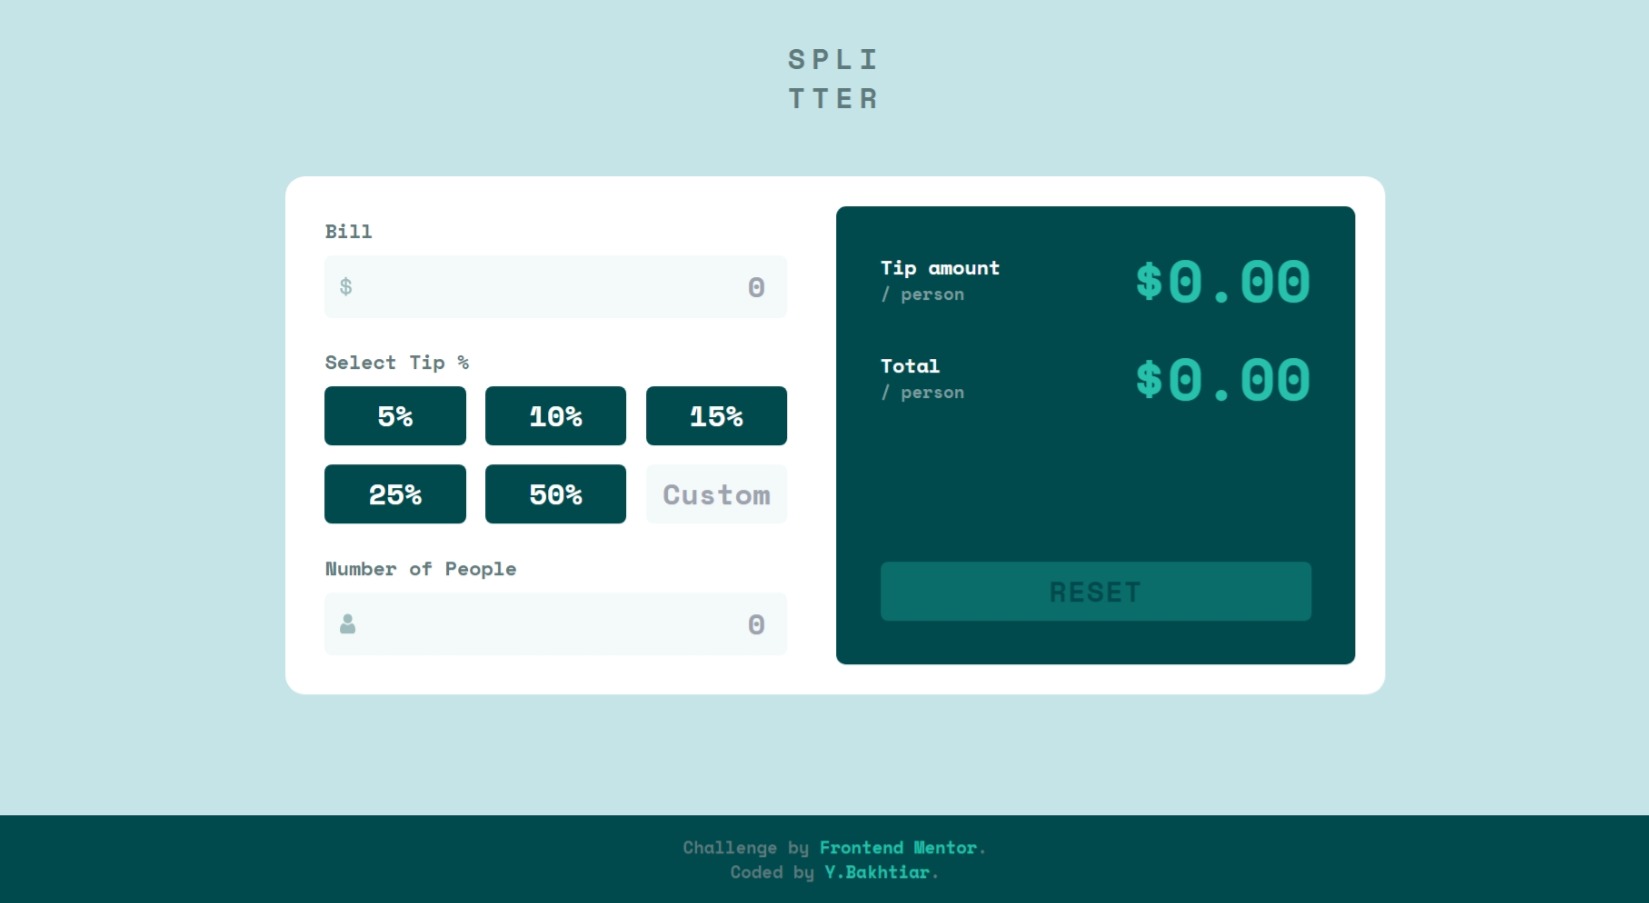 SPLI
TTER
Bill
$ 0
Select Tip %
5% 10% 15%
25% 50% Custom
Number of People
0
Tip amount
/ person
$0.00
Total
/ person
$0.00
RESET
Challenge by Frontend Mentor.
Coded by Y.Bakhtiar.